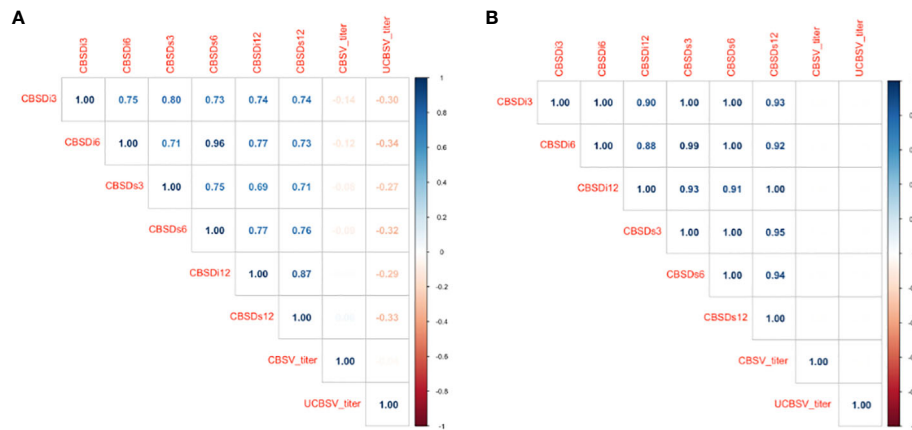 A
CBSDi3 CBSDi6 CBSDs3 CBSDs6 CBSDi12 CBSDs12 CBSV_titer UCBSV_titer
CBSDi3 1.00 0.75 0.80 0.73 0.74 0.74 -0.14 -0.30
CBSDi6 1.00 0.71 0.96 0.77 0.73 -0.12 -0.34
CBSDs3 1.00 0.75 0.69 0.71 -0.27
CBSDs6 1.00 0.77 0.76 -0.32
CBSDi12 1.00 0.87 -0.29
CBSDs12 1.00 -0.33
CBSV_titer 1.00
UCBSV_titer 1.00
1
0.8
0.6
0.4
0.2
0
-0.2
-0.4
-0.6
-0.8
-1
B
CBSDi3 CBSDi6 CBSDi12 CBSDs3 CBSDs6 CBSDs12 CBSV_titer UCBSV_titer
CBSDi3 1.00 1.00 0.90 1.00 1.00 0.93
CBSDi6 1.00 0.88 0.99 1.00 0.92
CBSDi12 1.00 0.93 0.91 1.00
CBSDs3 1.00 1.00 0.95
CBSDs6 1.00 0.94
CBSDs12 1.00
CBSV_titer 1.00
UCBSV_titer 1.00